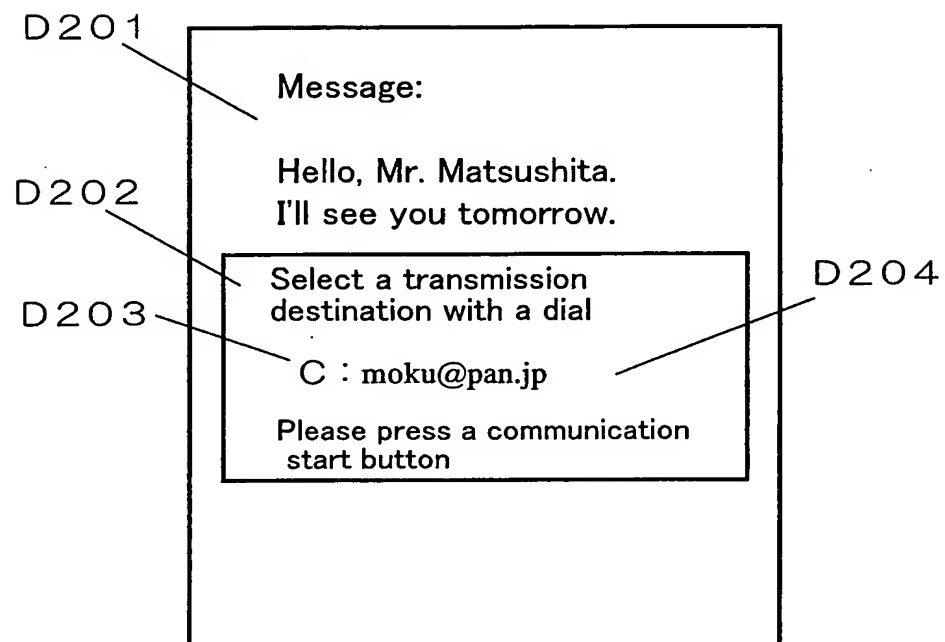 D201
Message:
Hello, Mr. Matsushita.
I'll see you tomorrow.
D202
Select a transmission
destination with a dial
D204
D203
C : moku@pan.jp
Please press a communication
start button